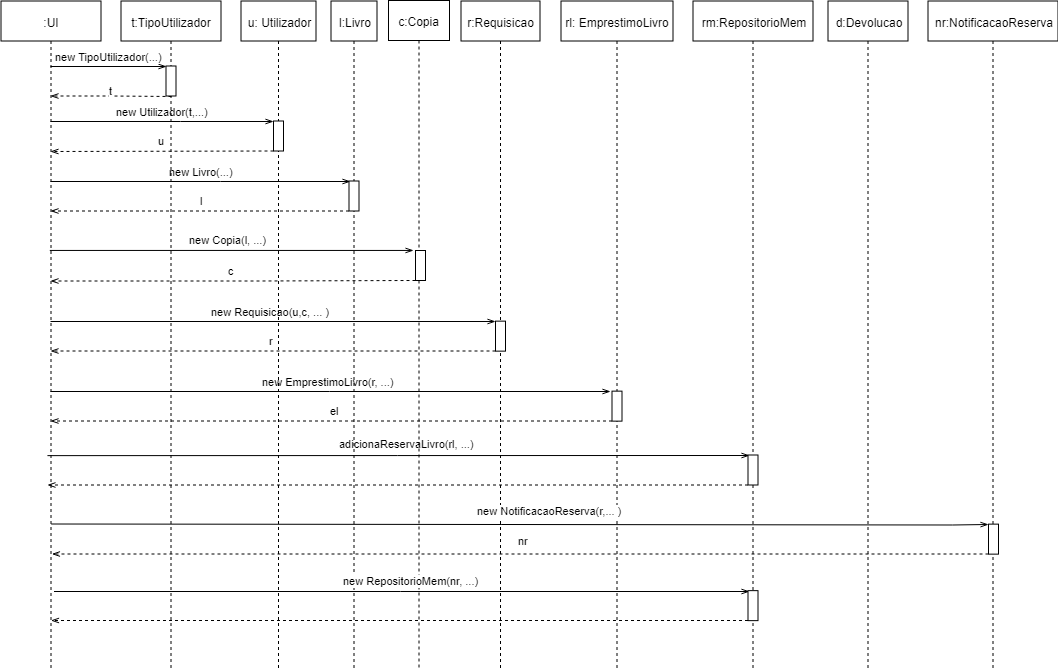 :UI
t:TipoUtilizador
u: Utilizador
l:Livro
c:Copia
r:Requisicao
rl: EmprestimoLivro
rm:RepositorioMem
d:Devolucao
nr:NotificacaoReserva
new TipoUtilizador(...)
t
new Utilizador(t,...)
u
new Livro(...)
l
new Copia(l, ...)
c
new Requisicao(u,c, ... )
r
new EmprestimoLivro(r, ...)
el
adicionaReservaLivro(rl, ...)
new NotificacaoReserva(r,... )
nr
new RepositorioMem(nr, ...)